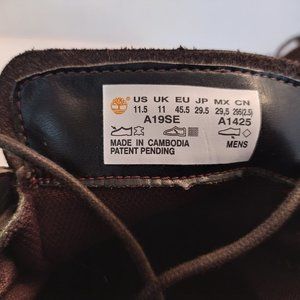 US UK EU JP MX CN
11.5 11 45.5 29.5 29,5 295(2.5)
A19SE A1425
MADE IN CAMBODIA
PATENT PENDING MENS